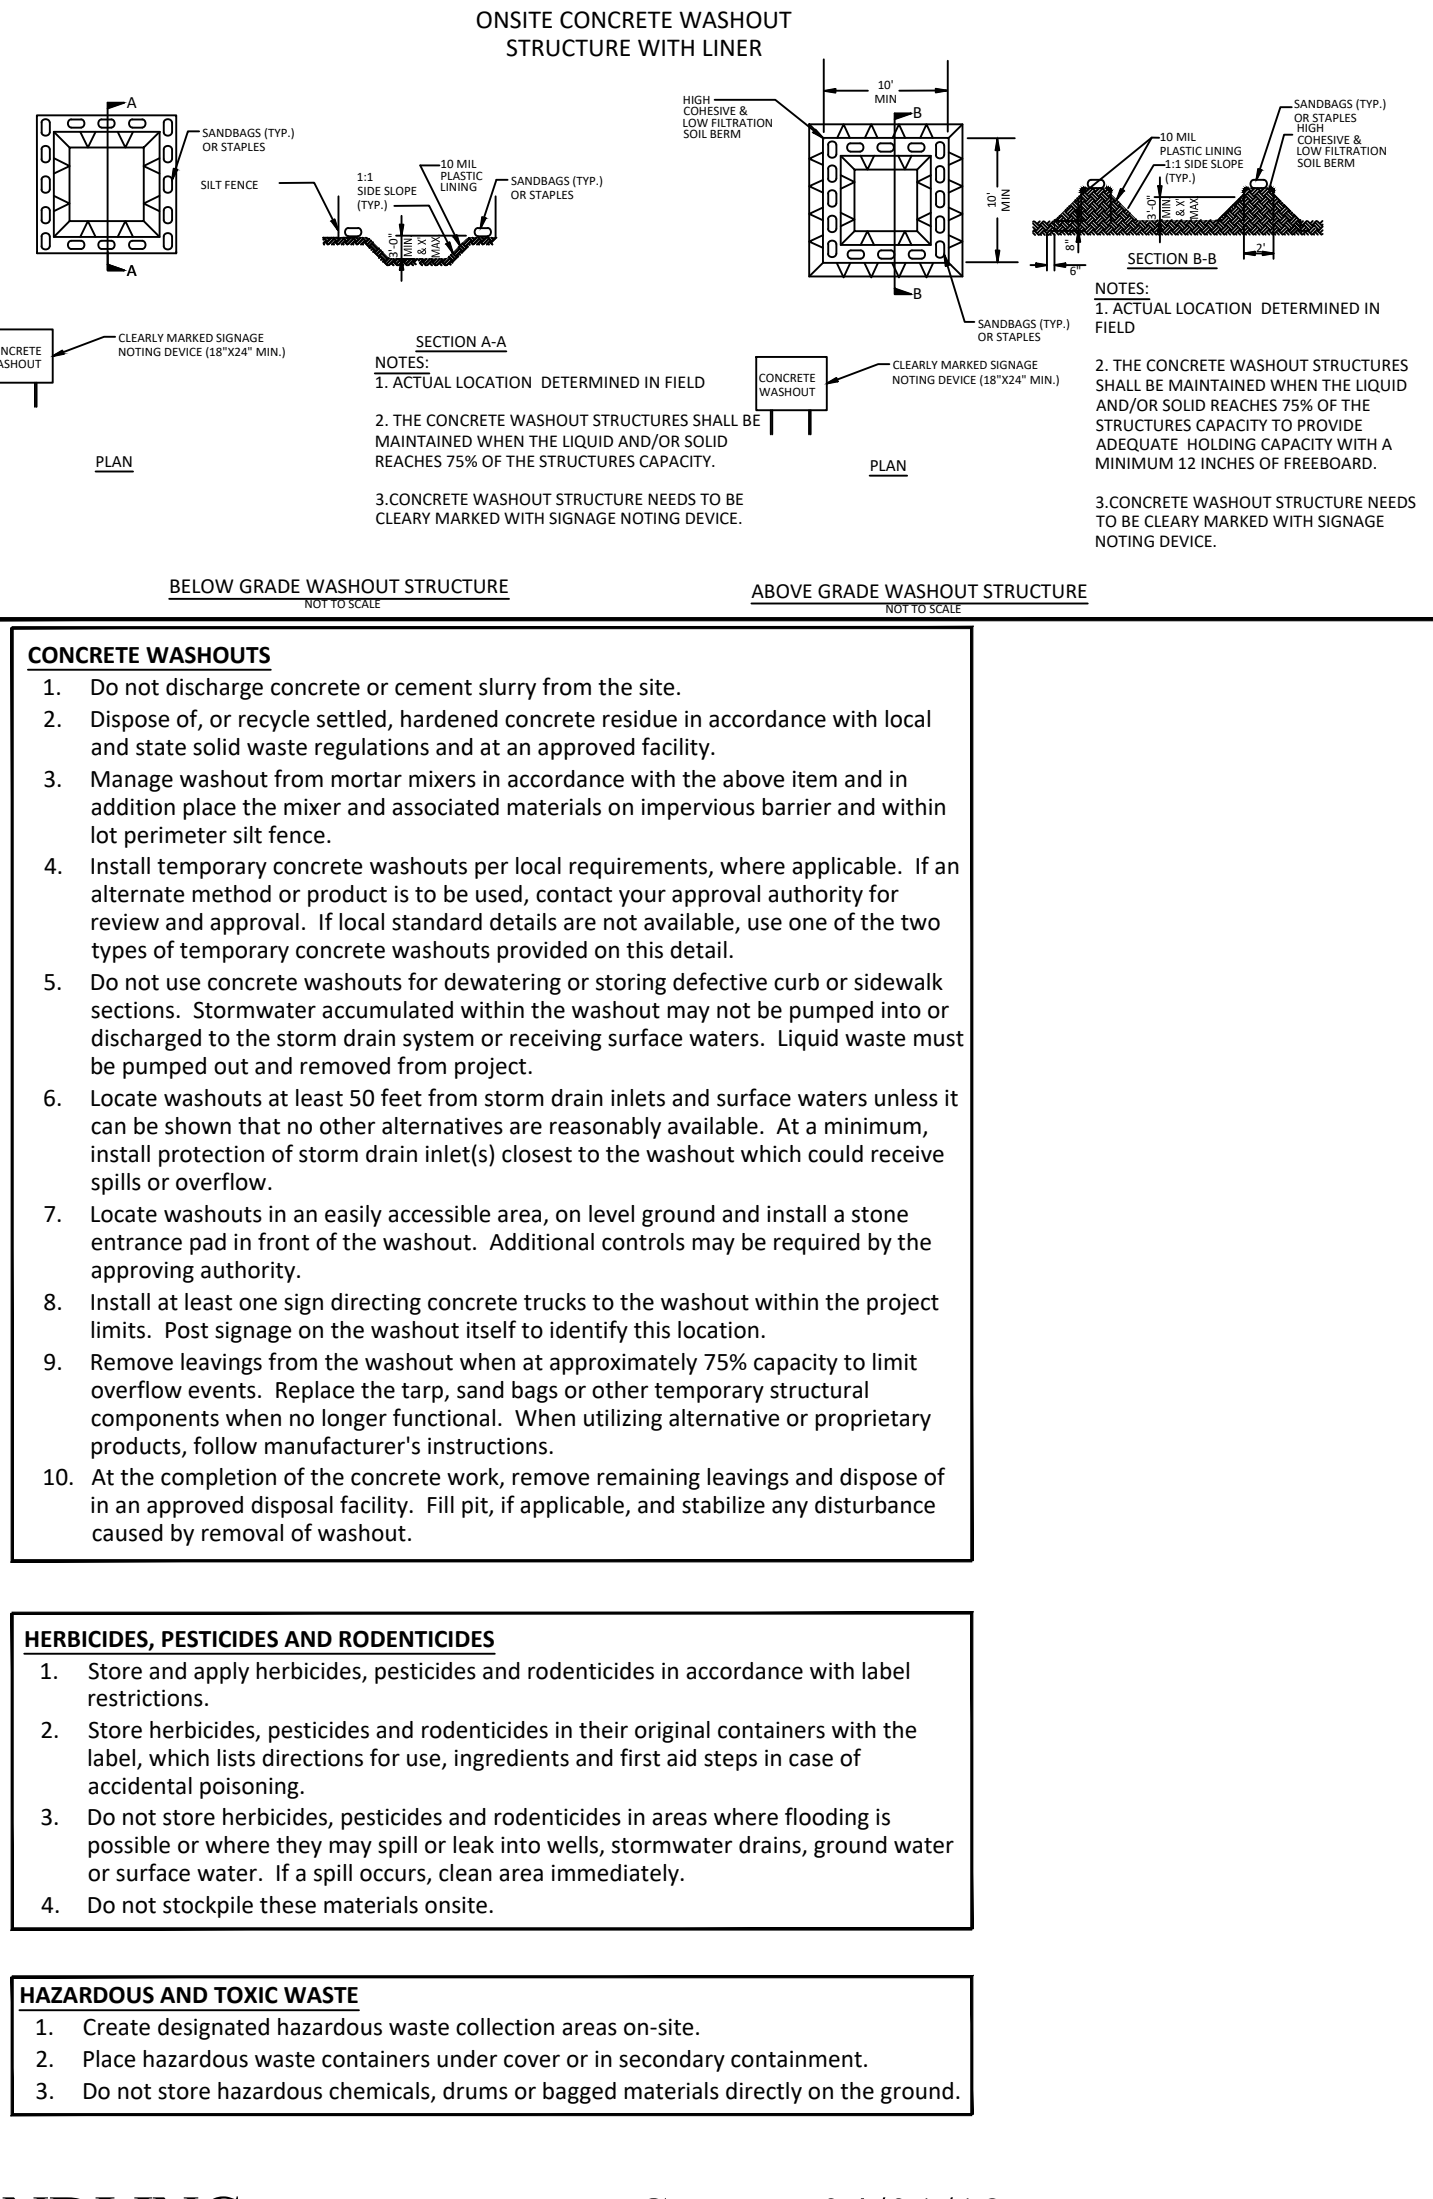 ONSITE CONCRETE WASHOUT
STRUCTURE WITH LINER
A
SANDBAGS (TYP.)
OR STAPLES
A
SILT FENCE
1:1
SIDE SLOPE
(TYP.)
10 MIL
PLASTIC
LINING
SANDBAGS (TYP.)
OR STAPLES
3'-0"
MIN
& X'
MAX
CLEARLY MARKED SIGNAGE
NOTING DEVICE (18"X24" MIN.)
PLAN
SECTION A-A
NOTES:
1. ACTUAL LOCATION DETERMINED IN FIELD
2. THE CONCRETE WASHOUT STRUCTURES SHALL BE
MAINTAINED WHEN THE LIQUID AND/OR SOLID
REACHES 75% OF THE STRUCTURES CAPACITY.
3.CONCRETE WASHOUT STRUCTURE NEEDS TO BE
CLEARY MARKED WITH SIGNAGE NOTING DEVICE.
BELOW GRADE WASHOUT STRUCTURE
NOT TO SCALE
HIGH
COHESIVE &
LOW FILTRATION
SOIL BERM
10'
MIN
B
10'
MIN
B
SANDBAGS (TYP.)
OR STAPLES
CONCRETE
WASHOUT
CLEARLY MARKED SIGNAGE
NOTING DEVICE (18"X24" MIN.)
PLAN
10 MIL
PLASTIC LINING
1:1 SIDE SLOPE
(TYP.)
SANDBAGS (TYP.)
OR STAPLES
HIGH
COHESIVE &
LOW FILTRATION
SOIL BERM
3'-0"
MIN
& X'
MAX
8"
6"
2'
SECTION B-B
NOTES:
1. ACTUAL LOCATION DETERMINED IN
FIELD
2. THE CONCRETE WASHOUT STRUCTURES
SHALL BE MAINTAINED WHEN THE LIQUID
AND/OR SOLID REACHES 75% OF THE
STRUCTURES CAPACITY TO PROVIDE
ADEQUATE HOLDING CAPACITY WITH A
MINIMUM 12 INCHES OF FREEBOARD.
3.CONCRETE WASHOUT STRUCTURE NEEDS
TO BE CLEARY MARKED WITH SIGNAGE
NOTING DEVICE.
ABOVE GRADE WASHOUT STRUCTURE
NOT TO SCALE
CONCRETE WASHOUTS
1. Do not discharge concrete or cement slurry from the site.
2. Dispose of, or recycle settled, hardened concrete residue in accordance with local
and state solid waste regulations and at an approved facility.
3. Manage washout from mortar mixers in accordance with the above item and in
addition place the mixer and associated materials on impervious barrier and within
lot perimeter silt fence.
4. Install temporary concrete washouts per local requirements, where applicable. If an
alternate method or product is to be used, contact your approval authority for
review and approval. If local standard details are not available, use one of the two
types of temporary concrete washouts provided on this detail.
5. Do not use concrete washouts for dewatering or storing defective curb or sidewalk
sections. Stormwater accumulated within the washout may not be pumped into or
discharged to the storm drain system or receiving surface waters. Liquid waste must
be pumped out and removed from project.
6. Locate washouts at least 50 feet from storm drain inlets and surface waters unless it
can be shown that no other alternatives are reasonably available. At a minimum,
install protection of storm drain inlet(s) closest to the washout which could receive
spills or overflow.
7. Locate washouts in an easily accessible area, on level ground and install a stone
entrance pad in front of the washout. Additional controls may be required by the
approving authority.
8. Install at least one sign directing concrete trucks to the washout within the project
limits. Post signage on the washout itself to identify this location.
9. Remove leavings from the washout when at approximately 75% capacity to limit
overflow events. Replace the tarp, sand bags or other temporary structural
components when no longer functional. When utilizing alternative or proprietary
products, follow manufacturer's instructions.
10. At the completion of the concrete work, remove remaining leavings and dispose of
in an approved disposal facility. Fill pit, if applicable, and stabilize any disturbance
caused by removal of washout.
HERBICIDES, PESTICIDES AND RODENTICIDES
1. Store and apply herbicides, pesticides and rodenticides in accordance with label
restrictions.
2. Store herbicides, pesticides and rodenticides in their original containers with the
label, which lists directions for use, ingredients and first aid steps in case of
accidental poisoning.
3. Do not store herbicides, pesticides and rodenticides in areas where flooding is
possible or where they may spill or leak into wells, stormwater drains, ground water
or surface water. If a spill occurs, clean area immediately.
4. Do not stockpile these materials onsite.
HAZARDOUS AND TOXIC WASTE
1. Create designated hazardous waste collection areas on-site.
2. Place hazardous waste containers under cover or in secondary containment.
3. Do not store hazardous chemicals, drums or bagged materials directly on the ground.